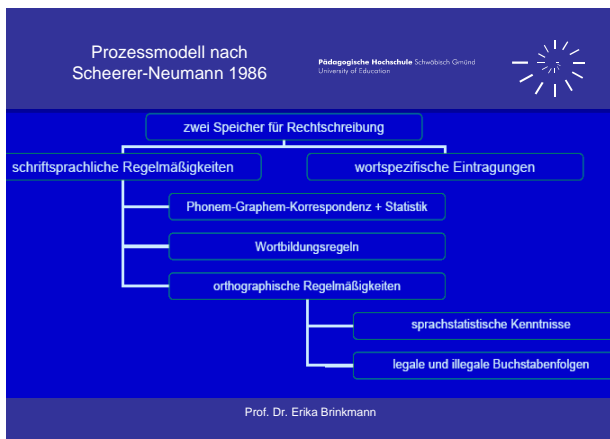 Prozessmodell nach
Scheerer-Neumann 1986
Pädagogische Hochschule Schwäbisch Gmünd
University of Education
zwei Speicher für Rechtschreibung
schriftsprachliche Regelmäßigkeiten
wortspezifische Eintragungen
Phonem-Graphem-Korrespondenz + Statistik
Wortbildungsregeln
orthographische Regelmäßigkeiten
sprachstatistische Kenntnisse
legale und illegale Buchstabenfolgen
Prof. Dr. Erika Brinkmann